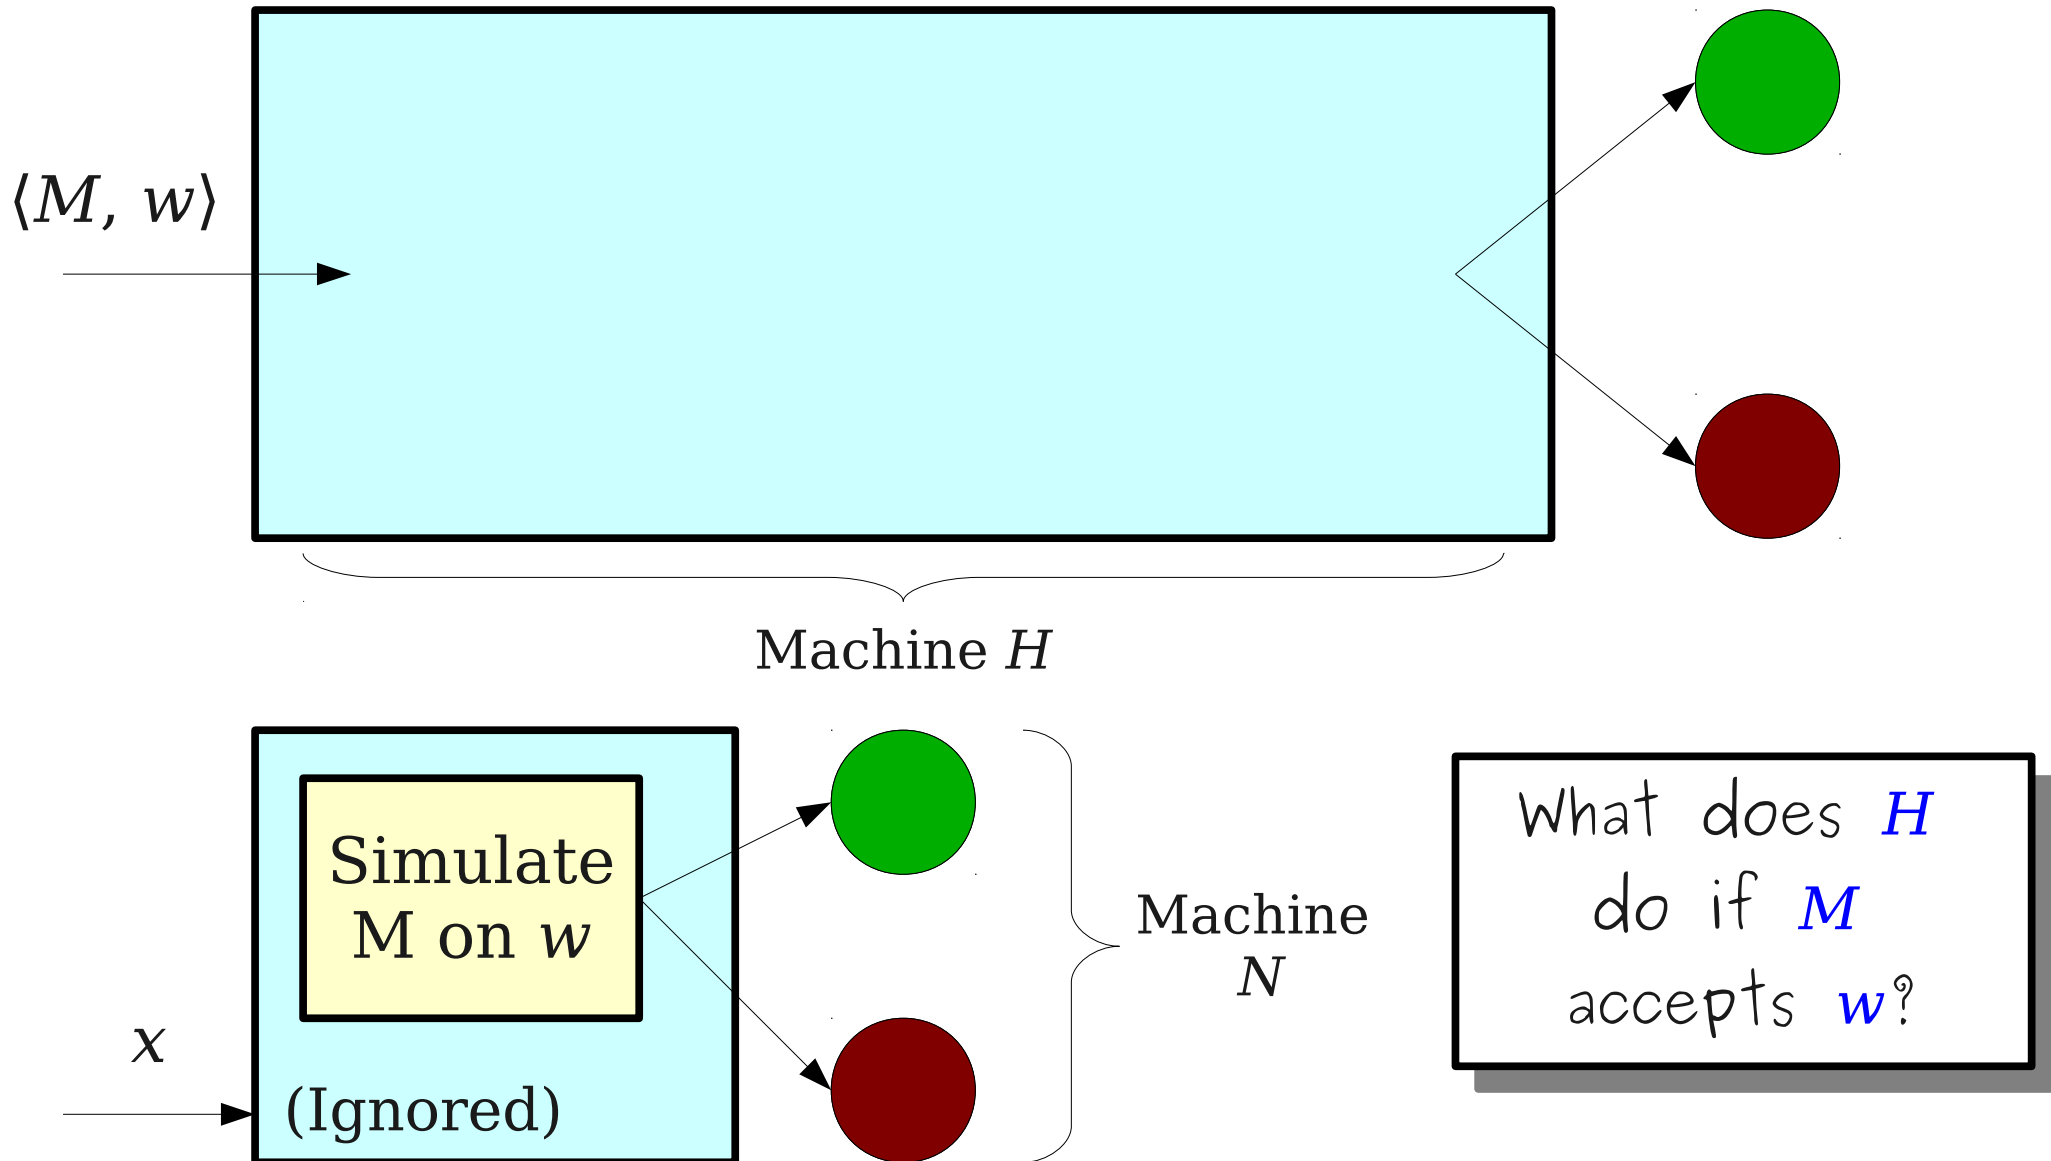 ⟨M, w⟩
Machine H
Simulate
M on w
x
(Ignored)
Machine
N
What does H
do if M
accepts w?